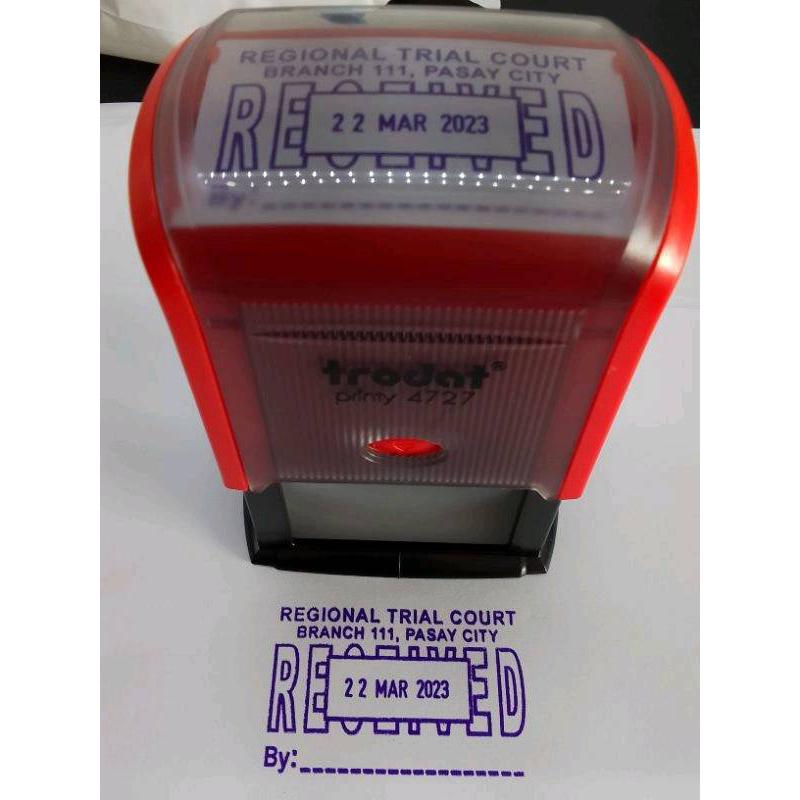 REGIONAL TRIAL COURT
BRANCH 111, PASAY CITY
RECEIVED
22 MAR 2023
By:
trodat®
printy 4727
REGIONAL TRIAL COURT
BRANCH 111, PASAY CITY
RECEIVED
22 MAR 2023
By: